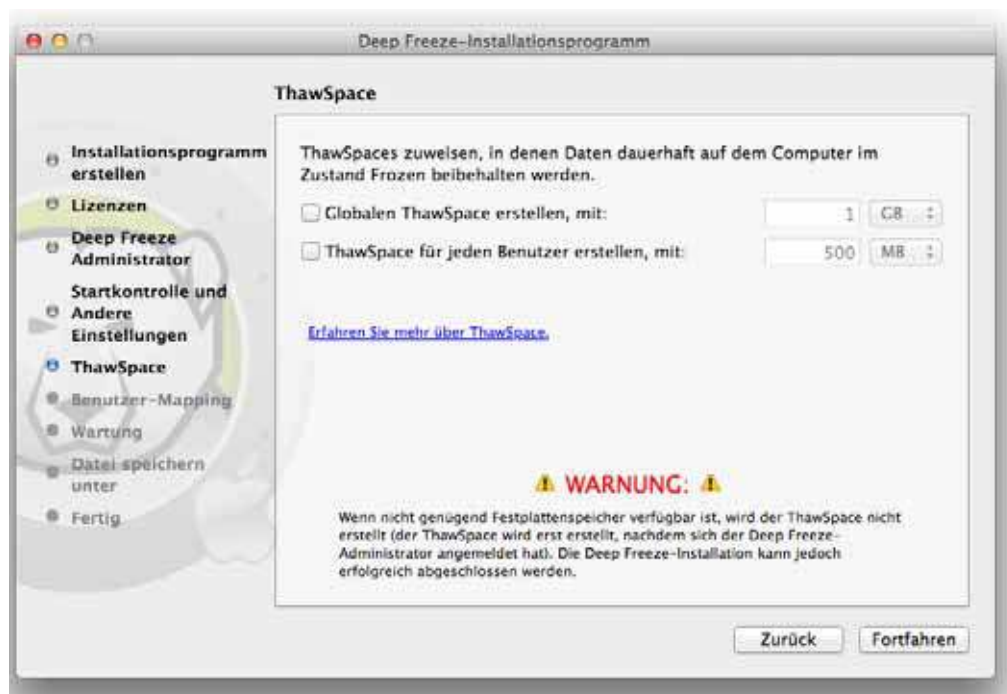 Deep Freeze-Installationsprogramm
ThawSpace
Installationsprogramm
erstellen
Lizenzen
Deep Freeze
Administrator
Startkontrolle und
Andere
Einstellungen
ThawSpace
Benutzer-Mapping
Wartung
Datei speichern
unter
Fertig
ThawSpaces zuweisen, in denen Daten dauerhaft auf dem Computer im
Zustand Frozen beibehalten werden.
Globalen ThawSpace erstellen, mit: 1 GB
ThawSpace für jeden Benutzer erstellen, mit: 500 MB
Erfahren Sie mehr über ThawSpace.
WARNUNG:
Wenn nicht genügend Festplattenspeicher verfügbar ist, wird der ThawSpace nicht
erstellt (der ThawSpace wird erst erstellt, nachdem sich der Deep Freeze-
Administrator angemeldet hat). Die Deep Freeze-Installation kann jedoch
erfolgreich abgeschlossen werden.
Zurück Fortfahren